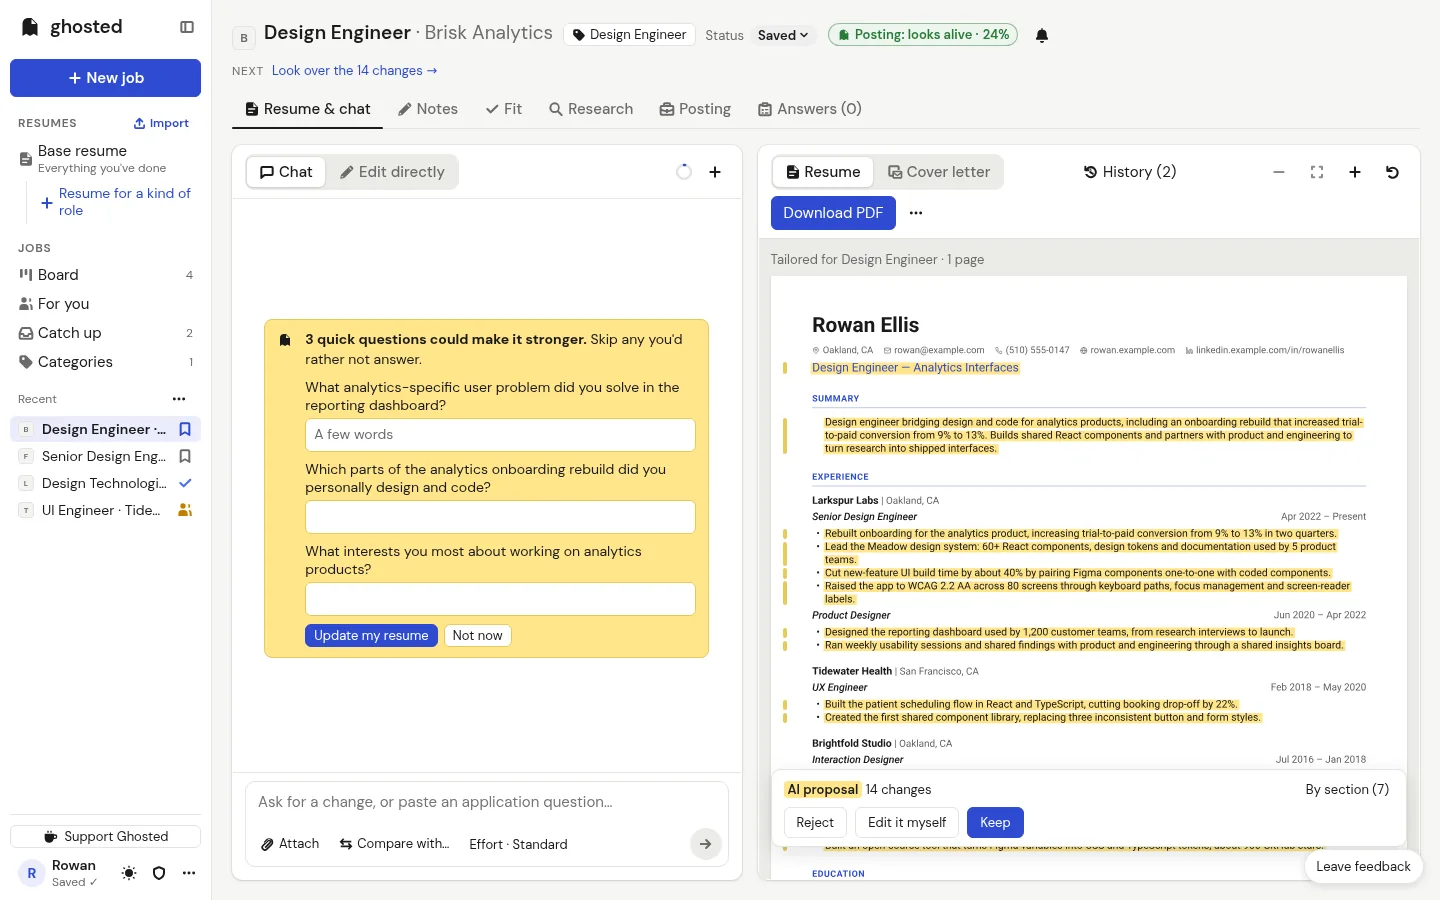 ghosted
New job
RESUMES
Import
Base resume
Everything you've done
Resume for a kind of
role
JOBS
Board 4
For you
Catch up 2
Categories 1
Recent
B Design Engineer ·...
F Senior Design Eng...
L Design Technologi...
T UI Engineer · Tide...
Support Ghosted
R Rowan
Saved ✓
B Design Engineer · Brisk Analytics
Design Engineer
Status Saved
Posting: looks alive · 24%
NEXT Look over the 14 changes →
Resume & chat
Notes
Fit
Research
Posting
Answers (0)
Chat
Edit directly
3 quick questions could make it stronger. Skip any you'd
rather not answer.
What analytics-specific user problem did you solve in the
reporting dashboard?
A few words
Which parts of the analytics onboarding rebuild did you
personally design and code?
What interests you most about working on analytics
products?
Update my resume
Not now
Ask for a change, or paste an application question...
Attach
Compare with...
Effort · Standard
Resume
Cover letter
History (2)
Download PDF
Tailored for Design Engineer · 1 page
Rowan Ellis
Oakland, CA rowan@example.com (510) 555-0147 rowan.example.com linkedin.example.com/in/rowanellis
Design Engineer — Analytics Interfaces
SUMMARY
Design engineer bridging design and code for analytics products, including an onboarding rebuild that increased trial-
to-paid conversion from 9% to 13%. Builds shared React components and partners with product and engineering to
turn research into shipped interfaces.
EXPERIENCE
Larkspur Labs | Oakland, CA
Senior Design Engineer Apr 2022 – Present
• Rebuilt onboarding for the analytics product, increasing trial-to-paid conversion from 9% to 13% in two quarters.
• Lead the Meadow design system: 60+ React components, design tokens and documentation used by 5 product
teams.
• Cut new-feature UI build time by about 40% by pairing Figma components one-to-one with coded components.
• Raised the app to WCAG 2.2 AA across 80 screens through keyboard paths, focus management and screen-reader
labels.
Product Designer Jun 2020 – Apr 2022
• Designed the reporting dashboard used by 1,200 customer teams, from research interviews to launch.
• Ran weekly usability sessions and shared findings with product and engineering through a shared insights board.
Tidewater Health | San Francisco, CA
UX Engineer Feb 2018 – May 2020
• Built the patient scheduling flow in React and TypeScript, cutting booking drop-off by 22%.
• Created the first shared component library, replacing three inconsistent button and form styles.
Brightfold Studio | Oakland, CA
Interaction Designer Jul 2016 – Jan 2018
AI proposal 14 changes
By section (7)
Reject
Edit it myself
Keep
EDUCATION
Leave feedback